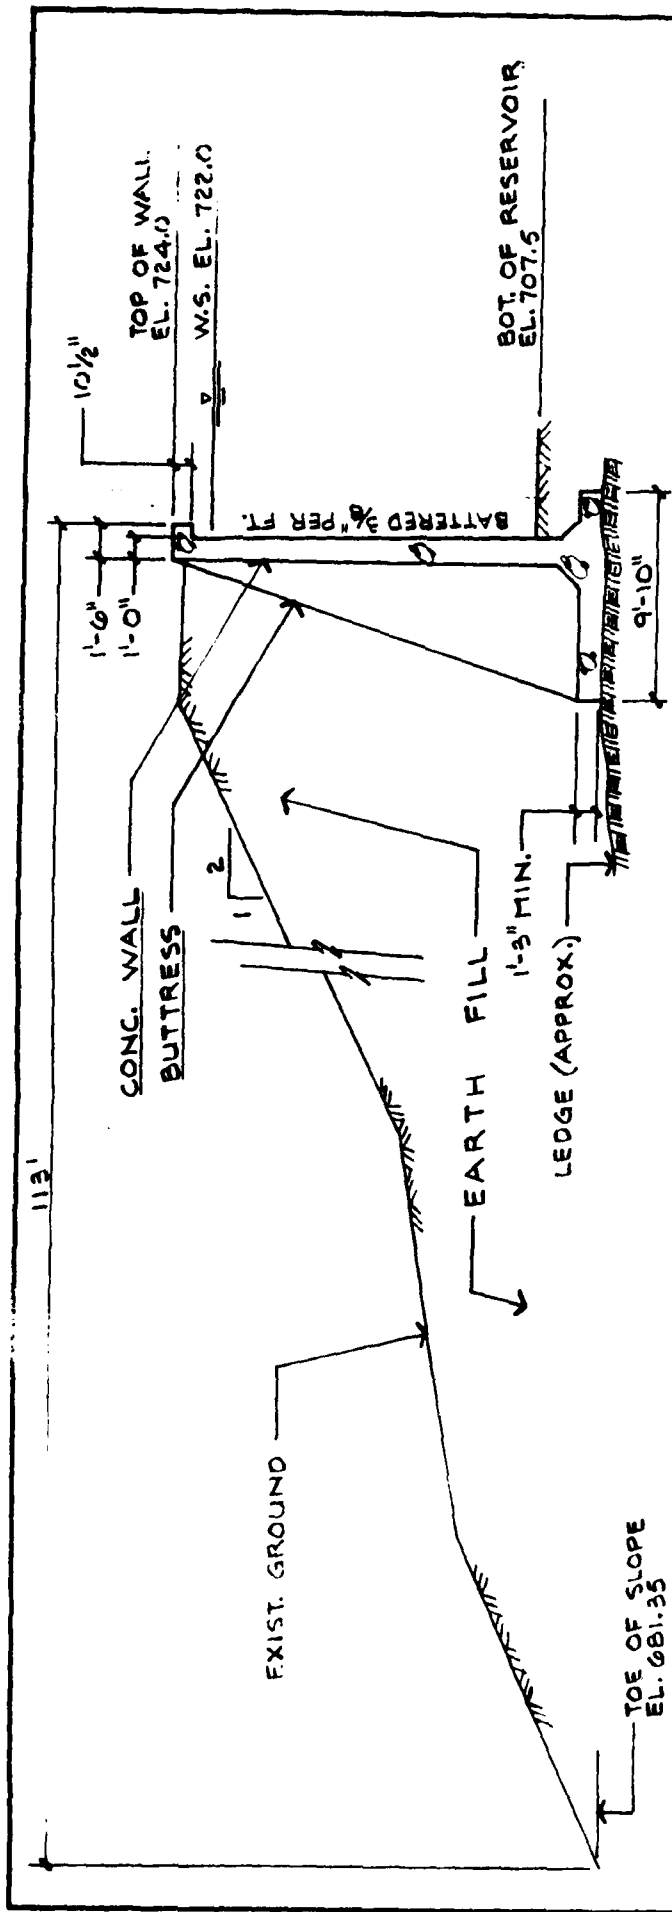 113'
1'-6"
1'-0"
10½"
TOP OF WALL
EL. 724.0
W.S. EL. 722.0
CONC. WALL
BUTTRESS
2
1
BATTERED ⅜" PER FT.
BOT. OF RESERVOIR
EL. 707.5
EXIST. GROUND
EARTH FILL
1'-3" MIN.
LEDGE (APPROX.)
9'-10"
TOE OF SLOPE
EL. 681.35